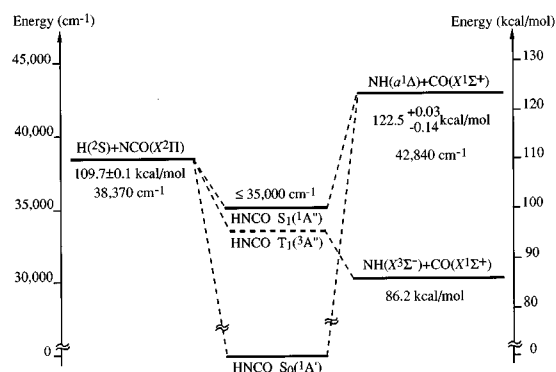 Energy (cm⁻¹)
Energy (kcal/mol)
45,000
40,000
35,000
30,000
0
130
120
110
100
90
80
0
H(²S)+NCO(X²Π)
109.7±0.1 kcal/mol
38,370 cm⁻¹
≤ 35,000 cm⁻¹
HNCO S₁(¹A")
HNCO T₁(³A")
HNCO S₀(¹A')
NH(a¹Δ)+CO(X¹Σ⁺)
122.5 +0.03 -0.14 kcal/mol
42,840 cm⁻¹
NH(X³Σ⁻)+CO(X¹Σ⁺)
86.2 kcal/mol